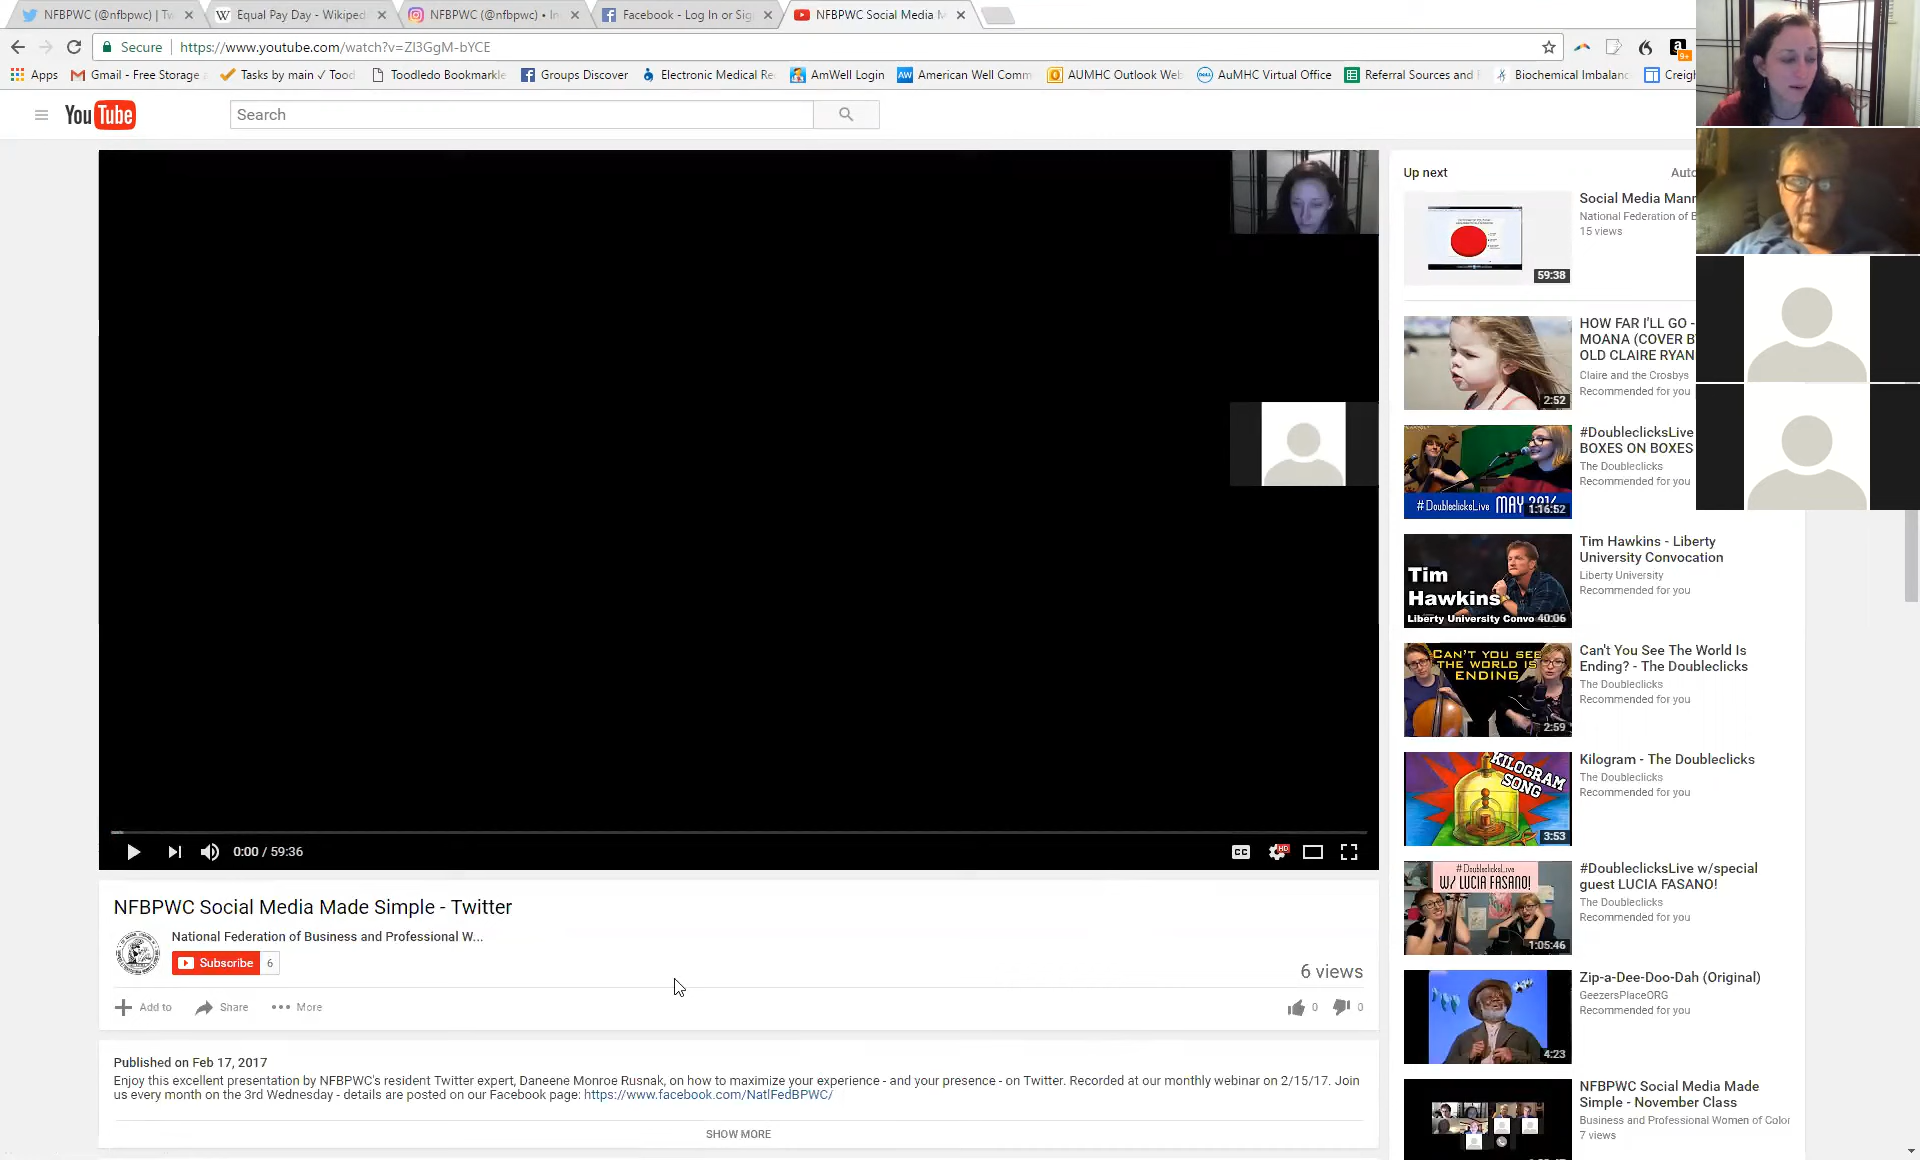 NFBPWC (@nfbpwc) | Tw
Equal Pay Day - Wikiped
NFBPWC (@nfbpwc) • In
Facebook - Log In or Sig
NFBPWC Social Media M
Secure
https://www.youtube.com/watch?v=ZI3GgM-bYCE
Apps
Gmail - Free Storage
Tasks by main ✓ Tood
Toodledo Bookmarkle
Groups Discover
Electronic Medical Re
AmWell Login
American Well Comm
AUMHC Outlook Web
AuMHC Virtual Office
Referral Sources and
Biochemical Imbalanc
Creigh
YouTube
Search
Up next
Auto
Social Media Man
National Federation of B
15 views
59:38
HOW FAR I'LL GO -
MOANA (COVER B
OLD CLAIRE RYAN
Claire and the Crosbys
Recommended for you
2:52
#DoubleclicksLive
BOXES ON BOXES
The Doubleclicks
Recommended for you
#DoubleclicksLive MAY 2014
1:16:52
Tim Hawkins - Liberty
University Convocation
Liberty University
Recommended for you
Tim
Hawkins
Liberty University Convo
40:06
Can't You See The World Is
Ending? - The Doubleclicks
The Doubleclicks
Recommended for you
CAN'T YOU SEE
THE WORLD IS
ENDING
2:59
Kilogram - The Doubleclicks
The Doubleclicks
Recommended for you
KILOGRAM
SONG
3:53
#DoubleclicksLive w/special
guest LUCIA FASANO!
The Doubleclicks
Recommended for you
#DoubleclicksLive
W/ LUCIA FASANO!
1:05:46
Zip-a-Dee-Doo-Dah (Original)
GeezersPlaceORG
Recommended for you
4:23
NFBPWC Social Media Made
Simple - November Class
Business and Professional Women of Color
7 views
0:00 / 59:36
CC
HD
NFBPWC Social Media Made Simple - Twitter
National Federation of Business and Professional W...
Subscribe
6
6 views
Add to
Share
More
0
0
Published on Feb 17, 2017
Enjoy this excellent presentation by NFBPWC's resident Twitter expert, Daneene Monroe Rusnak, on how to maximize your experience - and your presence - on Twitter. Recorded at our monthly webinar on 2/15/17. Join
us every month on the 3rd Wednesday - details are posted on our Facebook page: https://www.facebook.com/NatlFedBPWC/
SHOW MORE